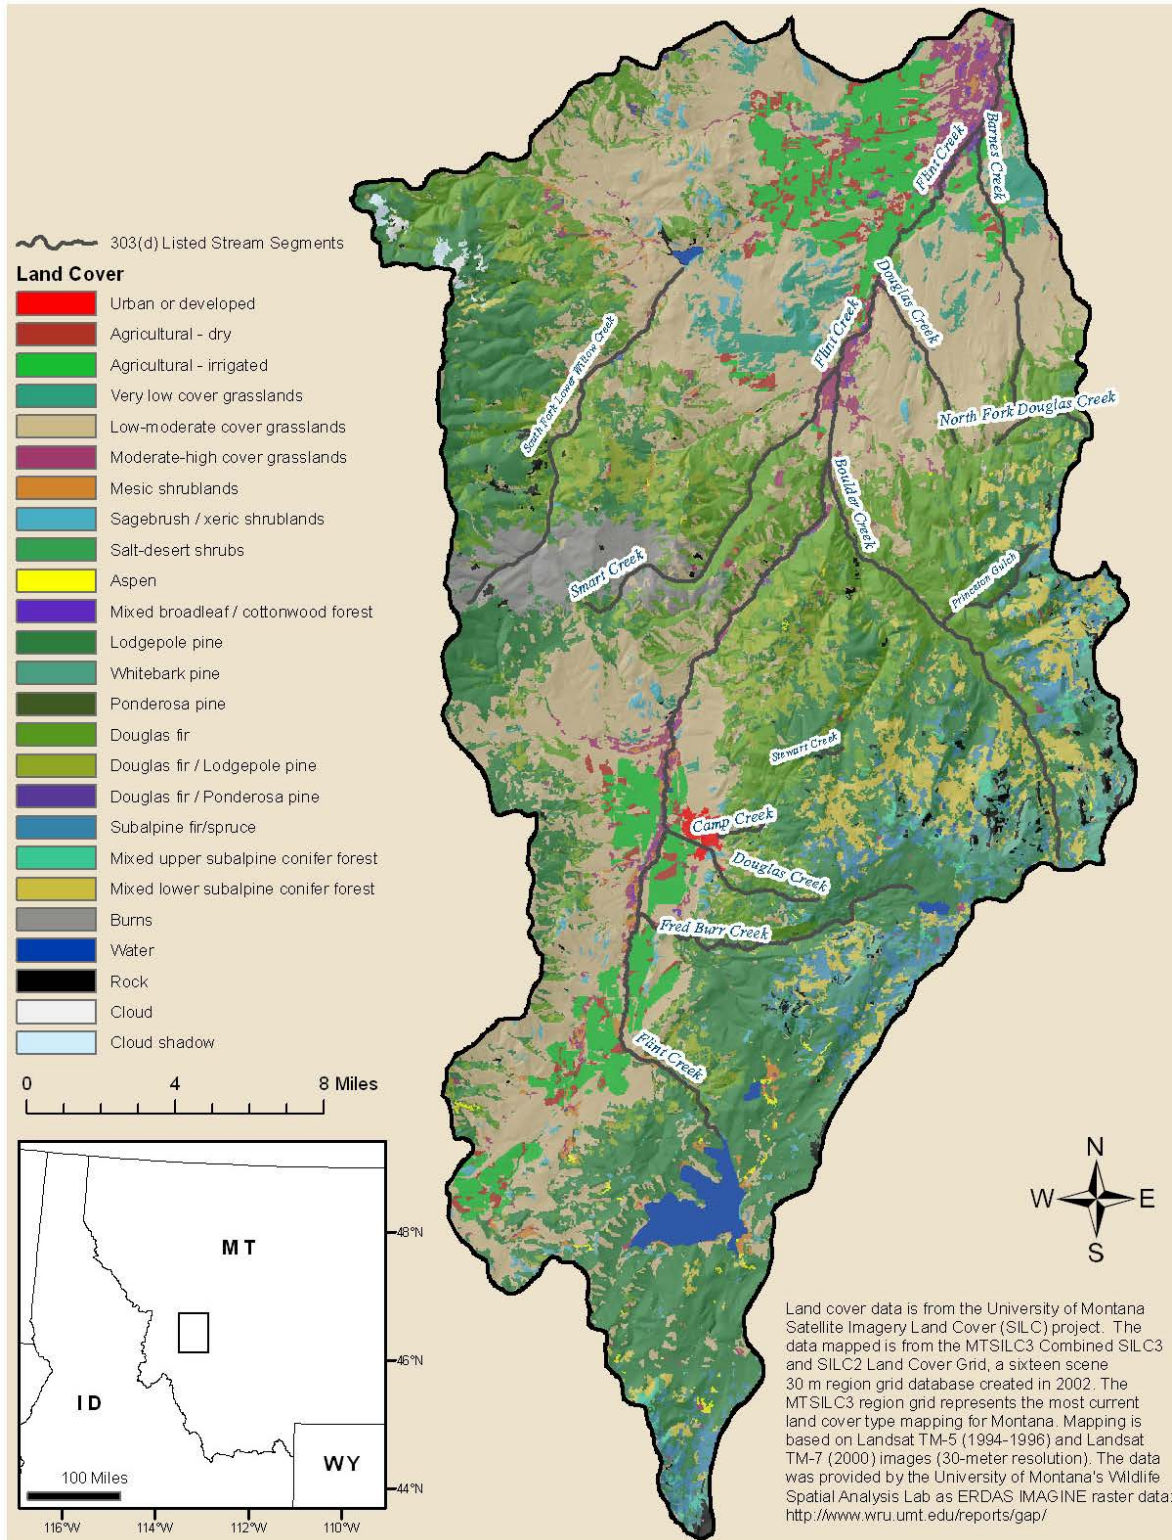 303(d) Listed Stream Segments
Land Cover
Urban or developed
Agricultural - dry
Agricultural - irrigated
Very low cover grasslands
Low-moderate cover grasslands
Moderate-high cover grasslands
Mesic shrublands
Sagebrush / xeric shrublands
Salt-desert shrubs
Aspen
Mixed broadleaf / cottonwood forest
Lodgepole pine
Whitebark pine
Ponderosa pine
Douglas fir
Douglas fir / Lodgepole pine
Douglas fir / Ponderosa pine
Subalpine fir/spruce
Mixed upper subalpine conifer forest
Mixed lower subalpine conifer forest
Burns
Water
Rock
Cloud
Cloud shadow
0 4 8 Miles
Flint Creek
Barnes Creek
Douglas Creek
Flint Creek
South Fork Lower Willow Creek
North Fork Douglas Creek
Boulder Creek
Smart Creek
Princeton Gulch
Stewart Creek
Camp Creek
Douglas Creek
Fred Burr Creek
Flint Creek
MT
ID
WY
100 Miles
48°N
46°N
44°N
116°W 114°W 112°W 110°W
N
W E
S
Land cover data is from the University of Montana
Satellite Imagery Land Cover (SILC) project. The
data mapped is from the MTSILC3 Combined SILC3
and SILC2 Land Cover Grid, a sixteen scene
30 m region grid database created in 2002. The
MTSILC3 region grid represents the most current
land cover type mapping for Montana. Mapping is
based on Landsat TM-5 (1994-1996) and Landsat
TM-7 (2000) images (30-meter resolution). The data
was provided by the University of Montana's Wildlife
Spatial Analysis Lab as ERDAS IMAGINE raster data:
http://www.wru.umt.edu/reports/gap/